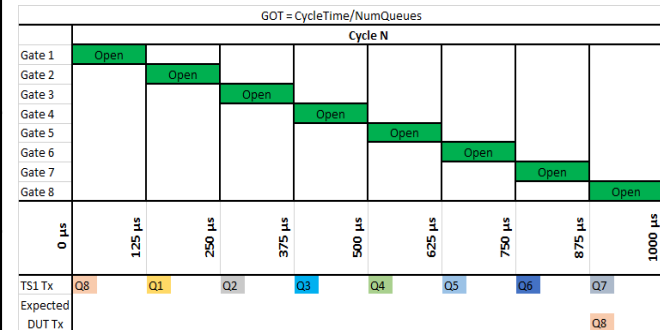 GOT = CycleTime/NumQueues
Cycle N
Gate 1 Open
Gate 2 Open
Gate 3 Open
Gate 4 Open
Gate 5 Open
Gate 6 Open
Gate 7 Open
Gate 8 Open
0 µs 125 µs 250 µs 375 µs 500 µs 625 µs 750 µs 875 µs 1000 µs
TS1 Tx Q8 Q1 Q2 Q3 Q4 Q5 Q6 Q7
Expected
DUT Tx Q8